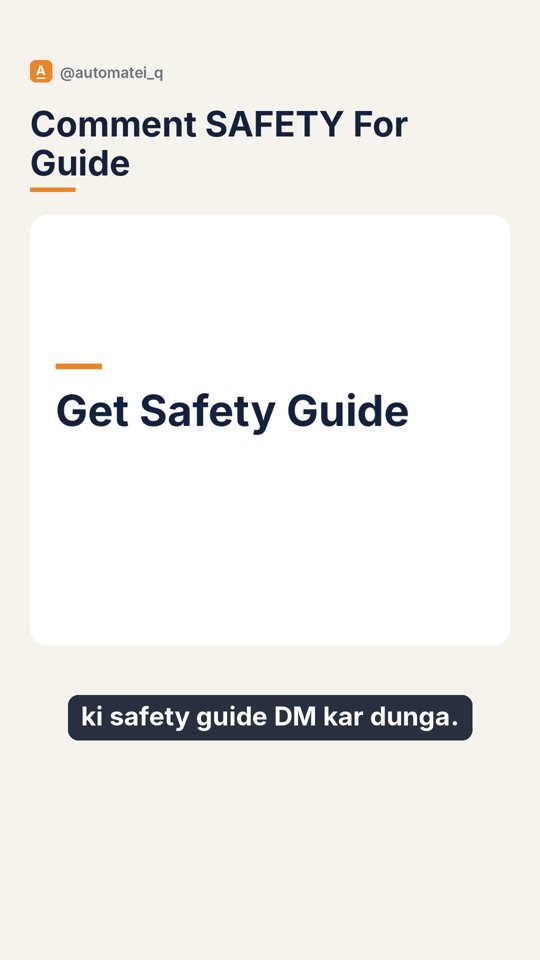 A
@automatei_q
Comment SAFETY For
Guide
Get Safety Guide
ki safety guide DM kar dunga.